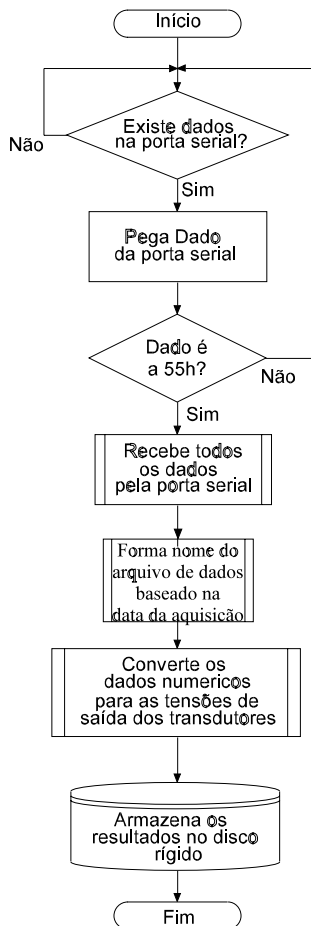 Início
Existe dados
na porta serial?
Não
Sim
Pega Dado
da porta serial
Dado é
a 55h?
Não
Sim
Recebe todos
os dados
pela porta serial
Forma nome do
arquivo de dados
baseado na
data da aquisição
Converte os
dados numericos
para as tensões de
saída dos transdutores
Armazena os
resultados no disco
rígido
Fim